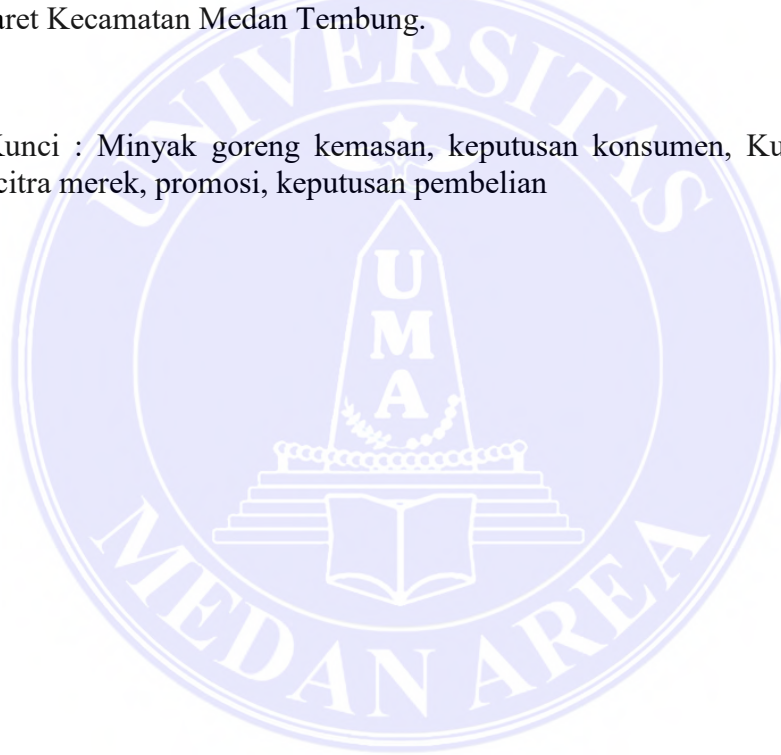 aret Kecamatan Medan Tembung.
Kunci : Minyak goreng kemasan, keputusan konsumen, Ku
citra merek, promosi, keputusan pembelian
UNIVERSITAS
UMA
MEDAN AREA